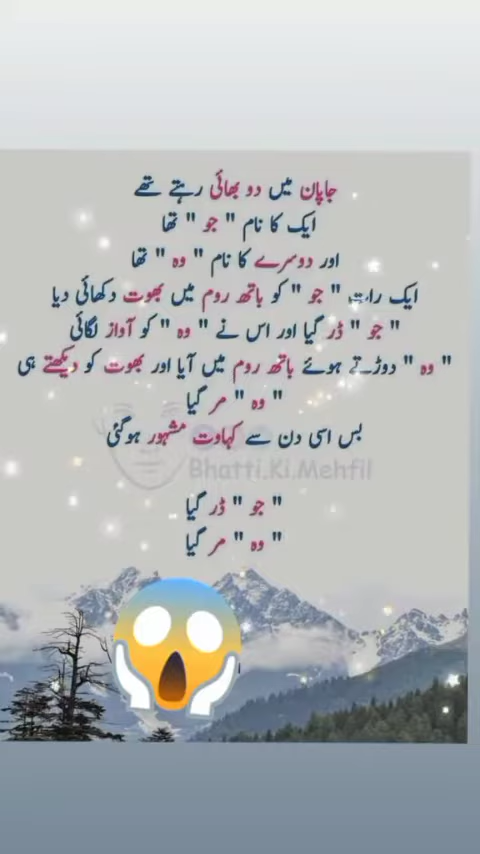 جاپان میں دو بھائی رہتے تھے
ایک کا نام " جو " تھا
اور دوسرے کا نام " وہ " تھا
ایک رات " جو " کو باتھ روم میں بھوت دکھائی دیا
" جو " ڈر گیا اور اس نے " وہ " کو آواز لگائی
" وہ " دوڑتے ہوئے باتھ روم میں آیا اور بھوت کو دیکھتے ہی
" وہ " مر گیا
بس اسی دن سے کہاوت مشہور ہوگئی
Bhatti.Ki.Mehfil
" جو " ڈر گیا
" وہ " مر گیا